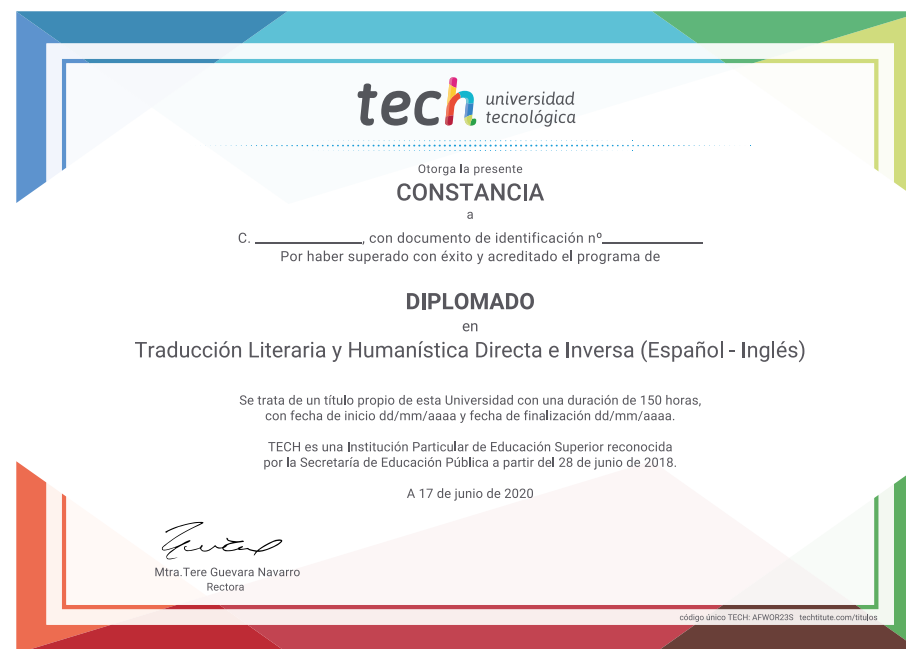 tech universidad
tecnológica
Otorga la presente
CONSTANCIA
a
C. ____________, con documento de identificación nº____________
Por haber superado con éxito y acreditado el programa de
DIPLOMADO
en
Traducción Literaria y Humanística Directa e Inversa (Español - Inglés)
Se trata de un título propio de esta Universidad con una duración de 150 horas,
con fecha de inicio dd/mm/aaaa y fecha de finalización dd/mm/aaaa.
TECH es una Institución Particular de Educación Superior reconocida
por la Secretaría de Educación Pública a partir del 28 de junio de 2018.
A 17 de junio de 2020
Mtra.Tere Guevara Navarro
Rectora
código único TECH: AFWOR23S techtitute.com/titulos